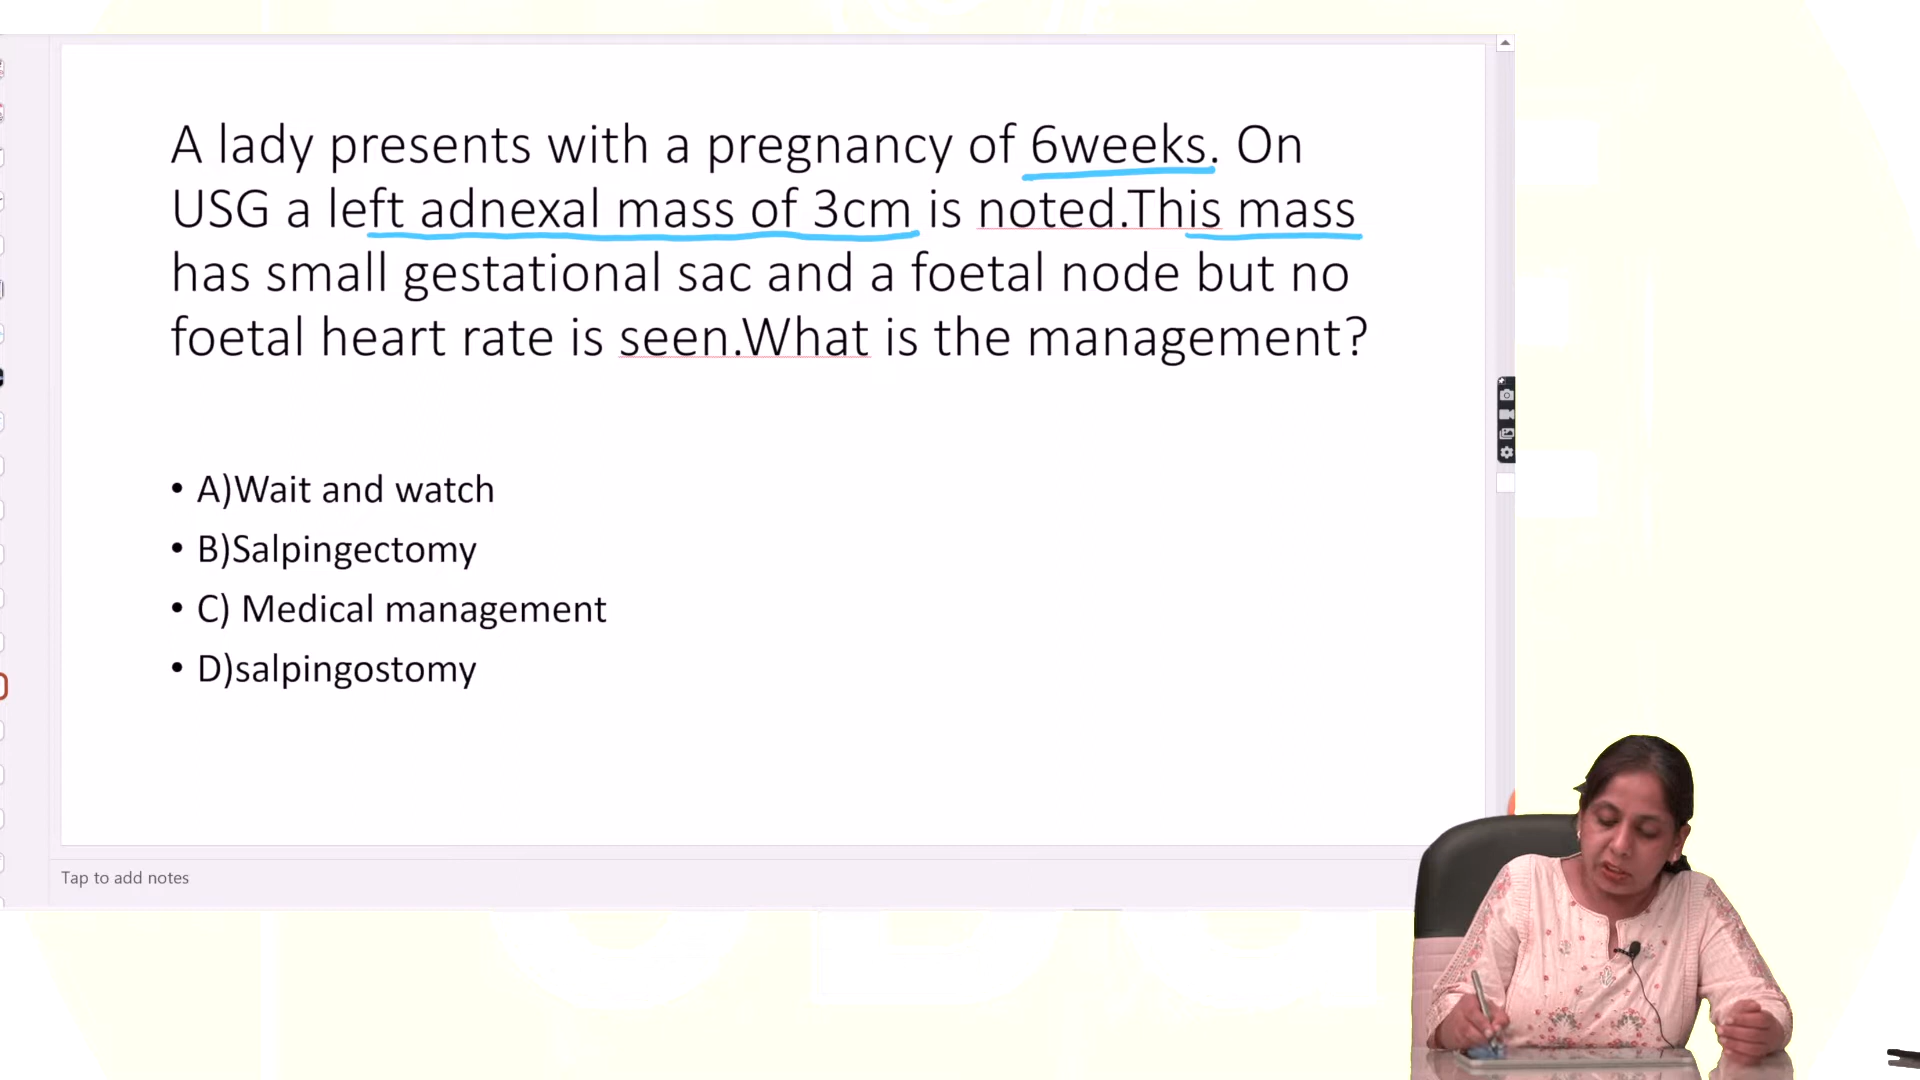 A lady presents with a pregnancy of 6weeks. On
USG a left adnexal mass of 3cm is noted.This mass
has small gestational sac and a foetal node but no
foetal heart rate is seen.What is the management?
• A)Wait and watch
• B)Salpingectomy
• C) Medical management
• D)salpingostomy
Tap to add notes